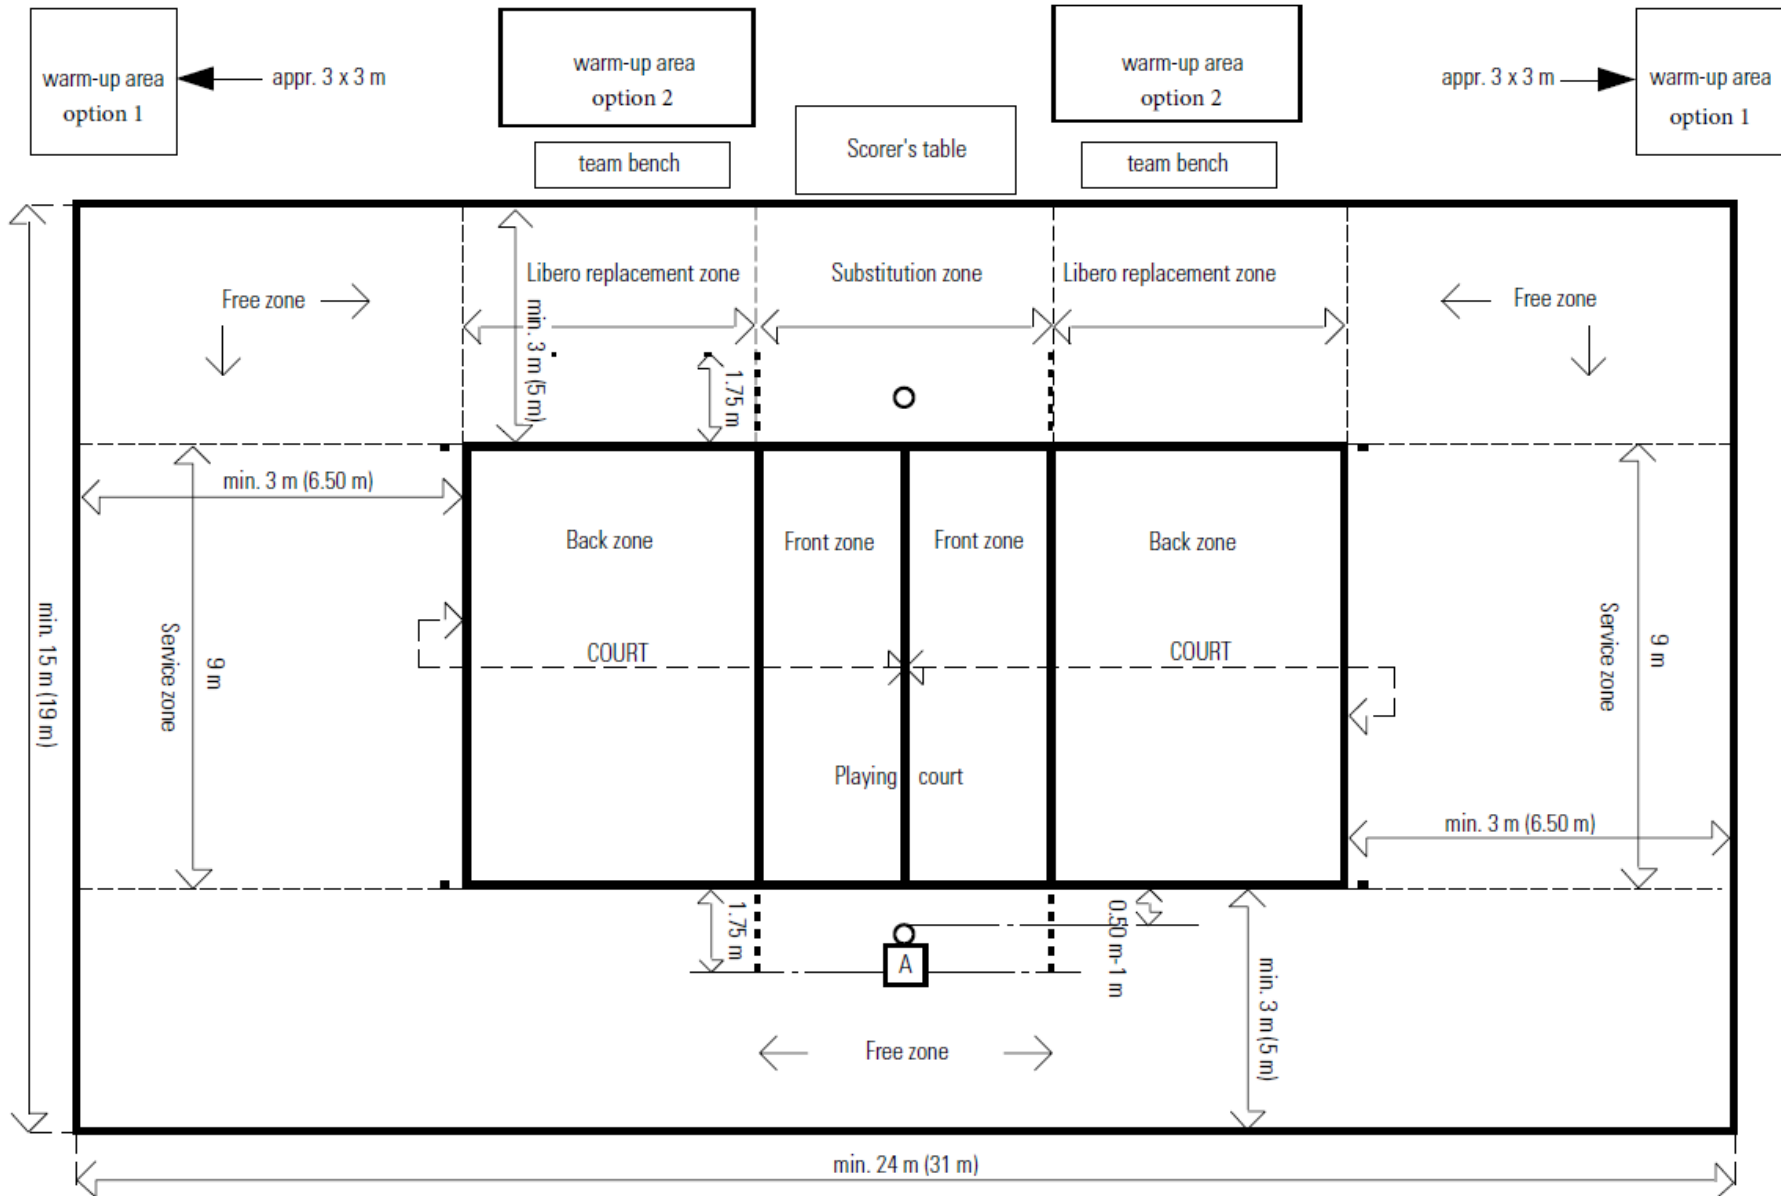 warm-up area
option 1
appr. 3 x 3 m
warm-up area
option 2
warm-up area
option 2
appr. 3 x 3 m
warm-up area
option 1
team bench
Scorer's table
team bench
Free zone
Libero replacement zone
Substitution zone
Libero replacement zone
Free zone
min. 3 m (5 m)
1.75 m
min. 3 m (6.50 m)
Back zone
Front zone
Front zone
Back zone
min. 15 m (19 m)
Service zone
9 m
COURT
COURT
Service zone
9 m
Playing court
min. 3 m (6.50 m)
1.75 m
A
0.50 m-1 m
min. 3 m (5 m)
Free zone
min. 24 m (31 m)